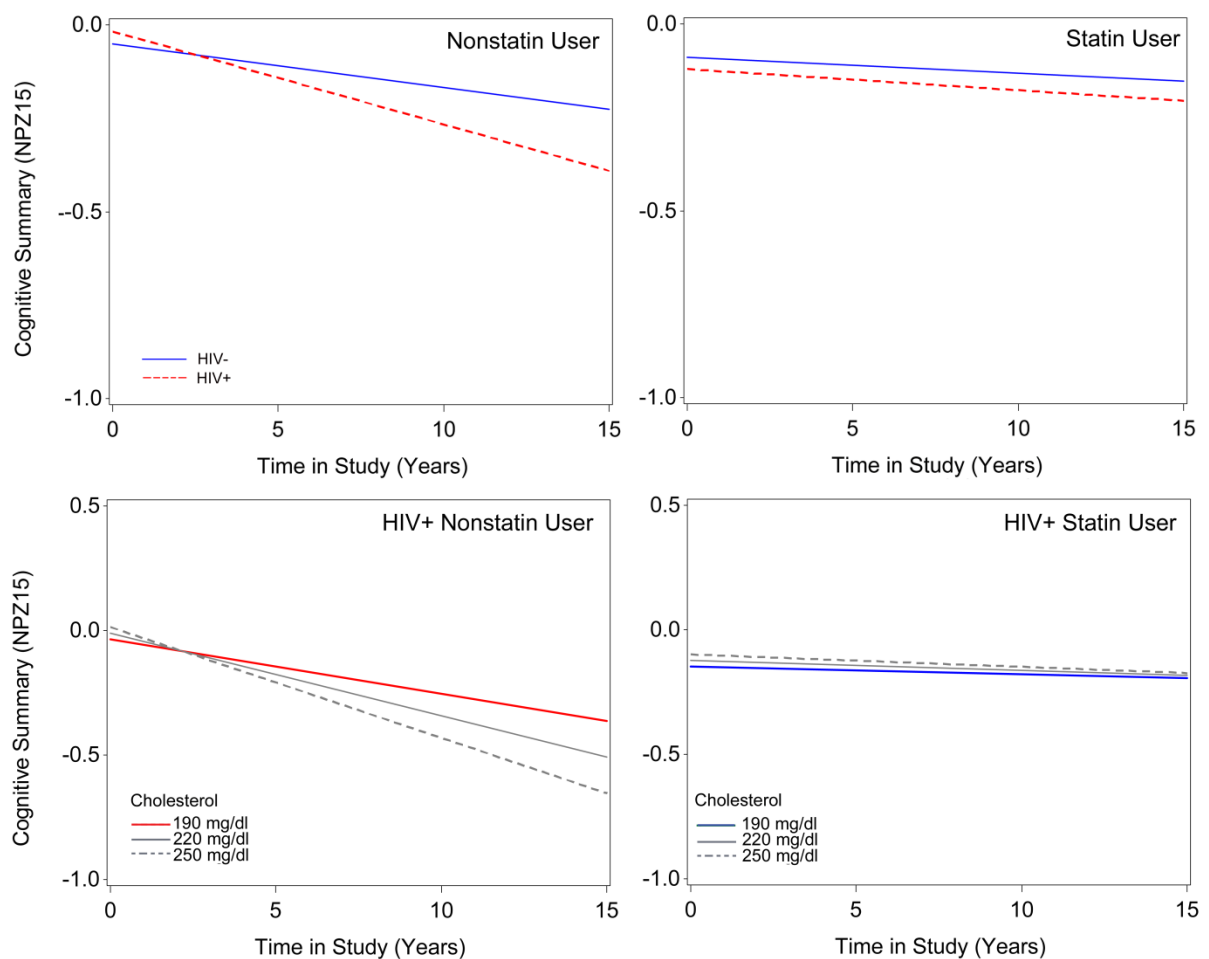 Nonstatin User
0.0
--0.5
-1.0
Cognitive Summary (NPZ15)
HIV-
HIV+
0 5 10 15
Time in Study (Years)
Statin User
0.0
--0.5
-1.0
0 5 10 15
Time in Study (Years)
HIV+ Nonstatin User
0.5
0.0
-0.5
-1.0
Cognitive Summary (NPZ15)
Cholesterol
190 mg/dl
220 mg/dl
250 mg/dl
0 5 10 15
Time in Study (Years)
HIV+ Statin User
0.5
0.0
-0.5
-1.0
Cholesterol
190 mg/dl
220 mg/dl
250 mg/dl
0 5 10 15
Time in Study (Years)